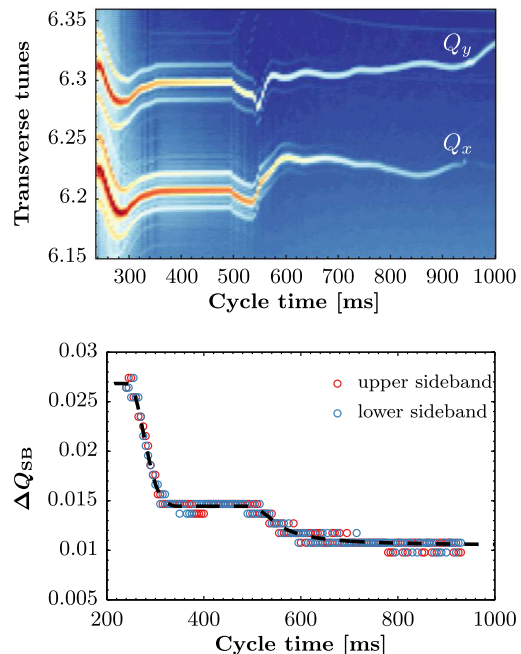 6.35
6.3
6.25
6.2
6.15
Transverse tunes
Q_y
Q_x
300 400 500 600 700 800 900 1000
Cycle time [ms]
0.03
0.025
0.02
0.015
0.01
0.005
ΔQ_SB
upper sideband
lower sideband
200 400 600 800 1000
Cycle time [ms]